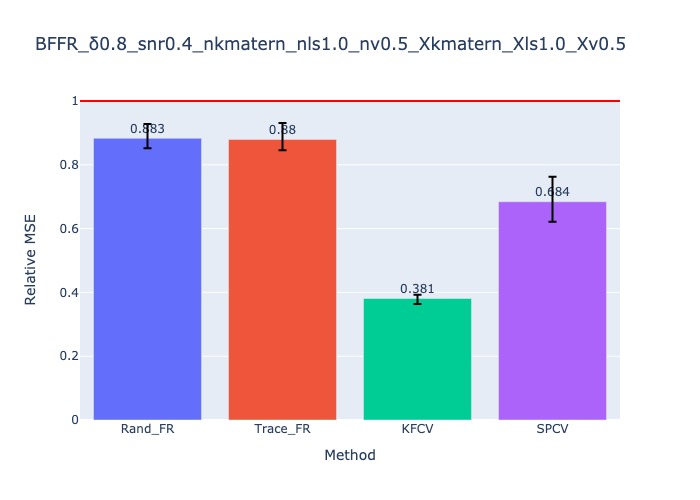 BFFR_δ0.8_snr0.4_nkmatern_nls1.0_nv0.5_Xkmatern_Xls1.0_Xv0.5
1
0.8
0.6
0.4
0.2
0
Relative MSE
0.883
0.88
0.381
0.684
Rand_FR
Trace_FR
KFCV
SPCV
Method